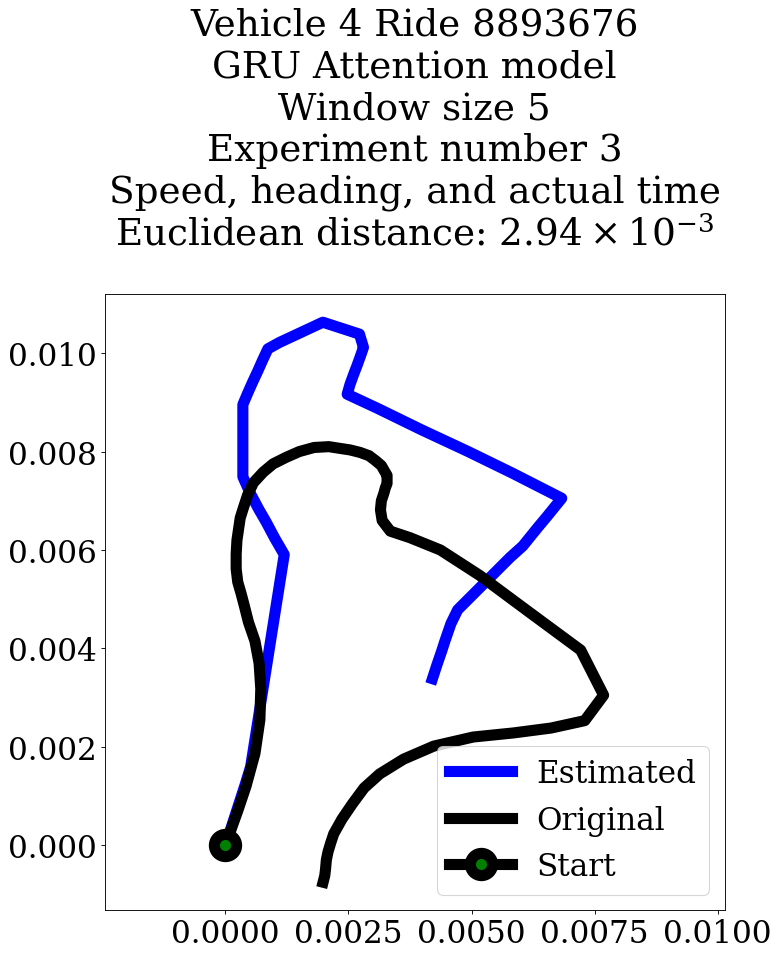 Vehicle 4 Ride 8893676
GRU Attention model
Window size 5
Experiment number 3
Speed, heading, and actual time
Euclidean distance: 2.94 × 10⁻³
0.010
0.008
0.006
0.004
0.002
0.000
Estimated
Original
Start
0.0000 0.0025 0.0050 0.0075 0.0100